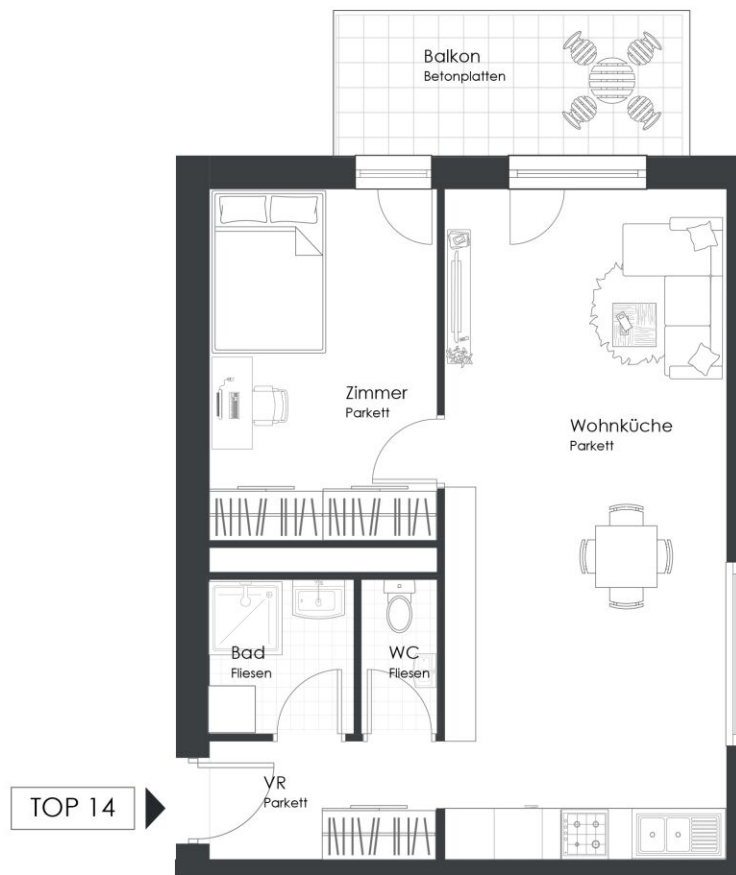 Balkon
Betonplatten
Zimmer
Parkett
Wohnküche
Parkett
Bad
Fliesen
WC
Fliesen
VR
Parkett
TOP 14